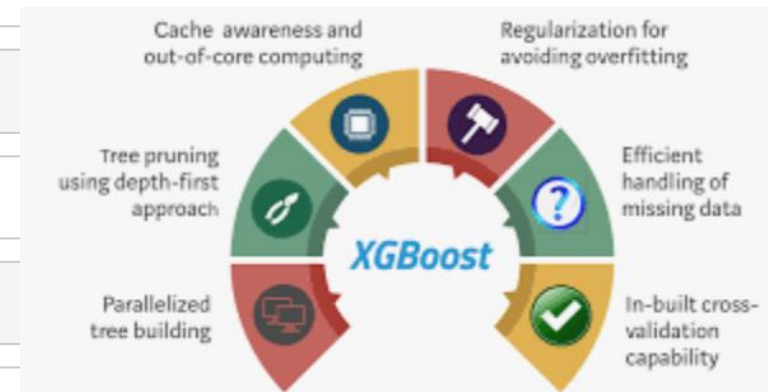 Cache awareness and
out-of-core computing
Regularization for
avoiding overfitting
Tree pruning
using depth-first
approach
Efficient
handling of
missing data
?
XGBoost
Parallelized
tree building
In-built cross-
validation
capability